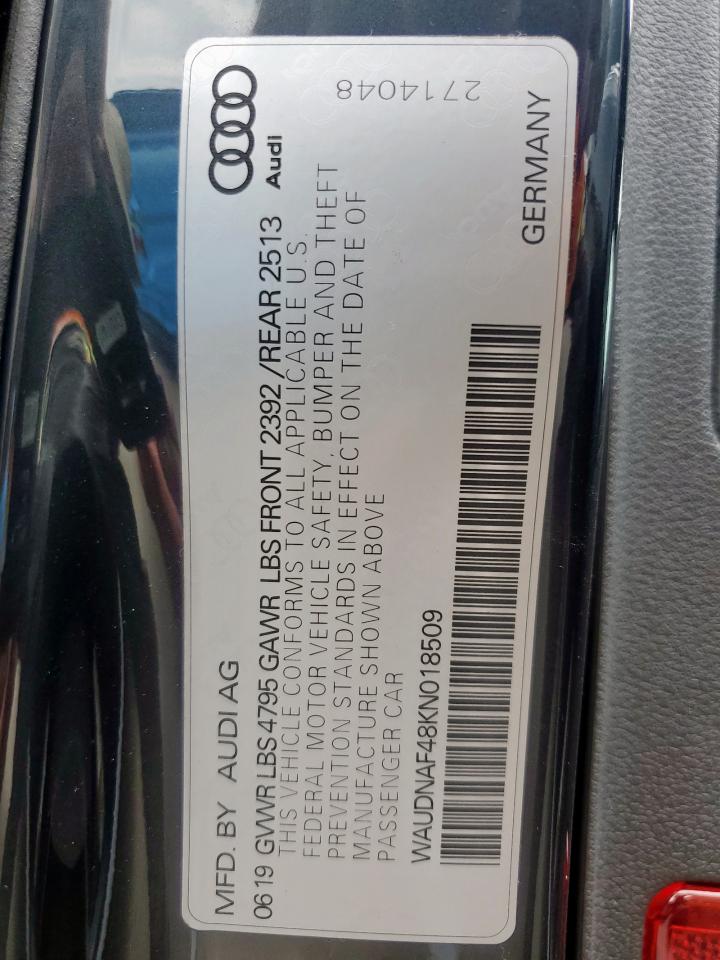 MFD. BY AUDI AG
0619 GVWR LBS 4795 GAWR LBS FRONT 2392 /REAR 2513
THIS VEHICLE CONFORMS TO ALL APPLICABLE U.S.
FEDERAL MOTOR VEHICLE SAFETY, BUMPER AND THEFT
PREVENTION STANDARDS IN EFFECT ON THE DATE OF
MANUFACTURE SHOWN ABOVE
PASSENGER CAR
WAUDNAF48KN018509
Audi
GERMANY
2714048